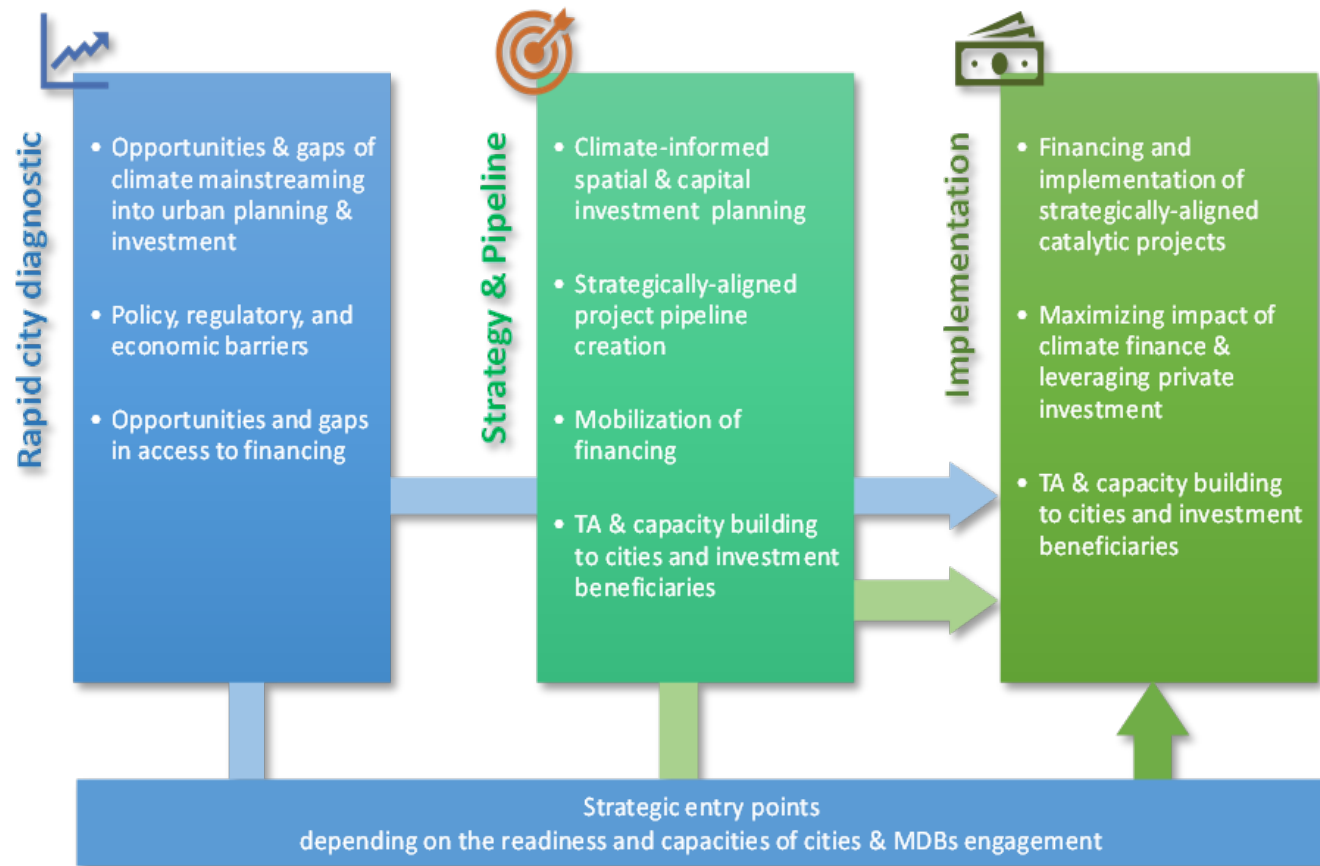 Rapid city diagnostic
• Opportunities & gaps of
climate mainstreaming
into urban planning &
investment
• Policy, regulatory, and
economic barriers
• Opportunities and gaps
in access to financing
Strategy & Pipeline
• Climate-informed
spatial & capital
investment planning
• Strategically-aligned
project pipeline
creation
• Mobilization of
financing
• TA & capacity building
to cities and investment
beneficiaries
Implementation
• Financing and
implementation of
strategically-aligned
catalytic projects
• Maximizing impact of
climate finance &
leveraging private
investment
• TA & capacity building
to cities and investment
beneficiaries
Strategic entry points
depending on the readiness and capacities of cities & MDBs engagement